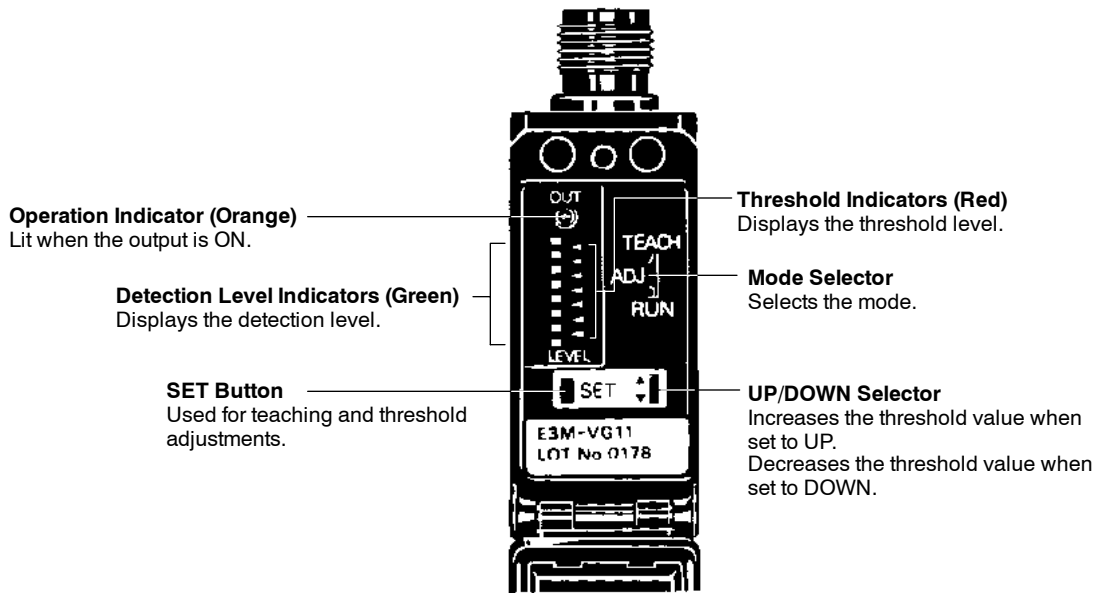 Operation Indicator (Orange)
Lit when the output is ON.
Detection Level Indicators (Green)
Displays the detection level.
SET Button
Used for teaching and threshold
adjustments.
OUT
TEACH
ADJ
RUN
LEVEL
SET
E3M-VG11
LOT No 0178
Threshold Indicators (Red)
Displays the threshold level.
Mode Selector
Selects the mode.
UP/DOWN Selector
Increases the threshold value when
set to UP.
Decreases the threshold value when
set to DOWN.